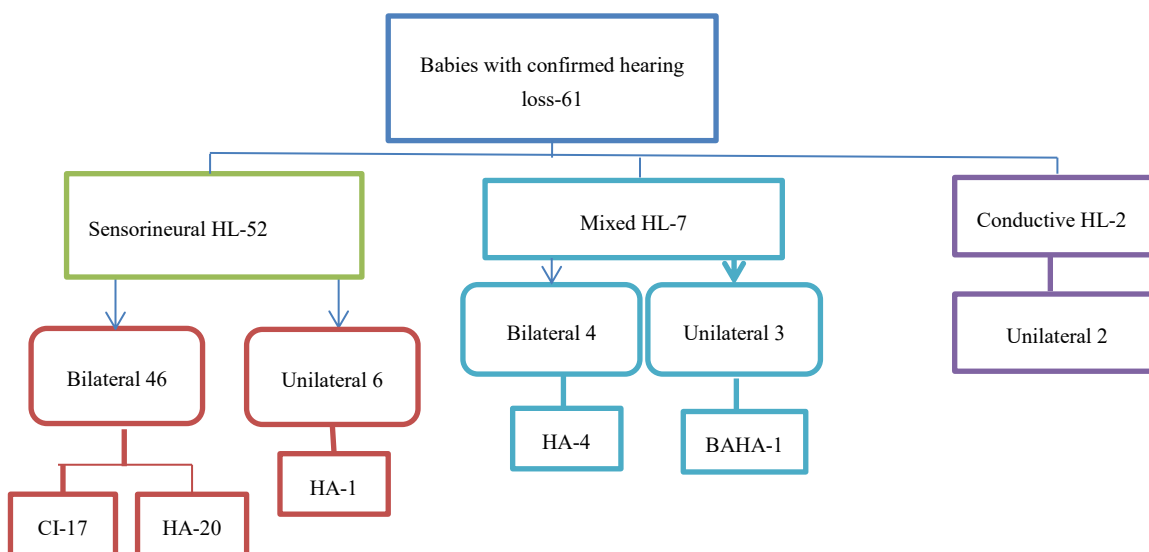 Babies with confirmed hearing
loss-61
Sensorineural HL-52
Mixed HL-7
Conductive HL-2
Bilateral 46
Unilateral 6
Bilateral 4
Unilateral 3
Unilateral 2
CI-17
HA-20
HA-1
HA-4
BAHA-1